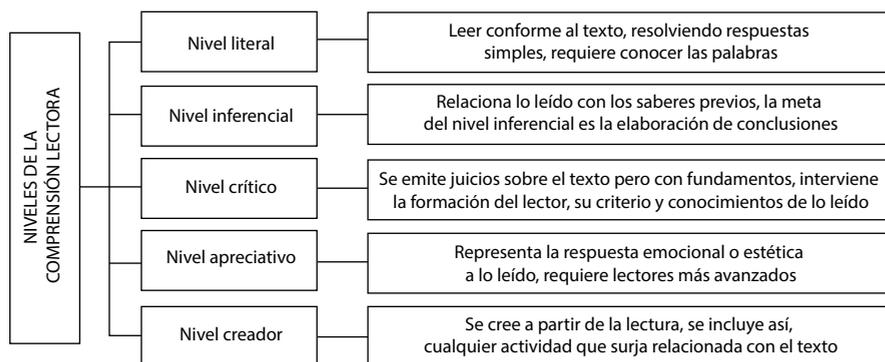 NIVELES DE LA
COMPRENSIÓN LECTORA
Nivel literal
Leer conforme al texto, resolviendo respuestas
simples, requiere conocer las palabras
Nivel inferencial
Relaciona lo leído con los saberes previos, la meta
del nivel inferencial es la elaboración de conclusiones
Nivel crítico
Se emite juicios sobre el texto pero con fundamentos, interviene
la formación del lector, su criterio y conocimientos de lo leído
Nivel apreciativo
Representa la respuesta emocional o estética
a lo leído, requiere lectores más avanzados
Nivel creador
Se cree a partir de la lectura, se incluye así,
cualquier actividad que surja relacionada con el texto